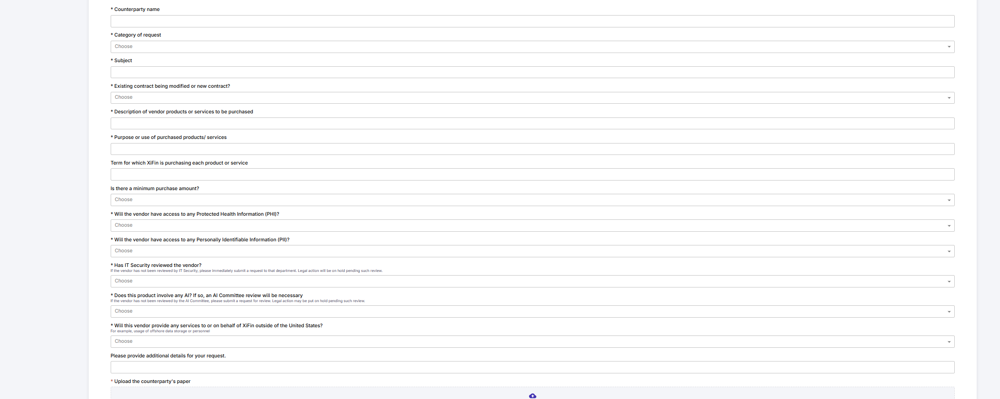 * Counterparty name
* Category of request
Choose
* Subject
* Existing contract being modified or new contract?
Choose
* Description of vendor products or services to be purchased
* Purpose or use of purchased products/ services
Term for which XiFin is purchasing each product or service
Is there a minimum purchase amount?
Choose
* Will the vendor have access to any Protected Health Information (PHI)?
Choose
* Will the vendor have access to any Personally Identifiable Information (PII)?
Choose
* Has IT Security reviewed the vendor?
If the vendor has not been reviewed by IT Security, please immediately submit a request to that department. Legal action will be on hold pending such review.
Choose
* Does this product involve any AI? If so, an AI Committee review will be necessary
If the vendor has not been reviewed by the AI Committee, please submit a request for review. Legal action may be put on hold pending such review.
Choose
* Will this vendor provide any services to or on behalf of XiFin outside of the United States?
For example, usage of offshore data storage or personnel
Choose
Please provide additional details for your request.
* Upload the counterparty's paper